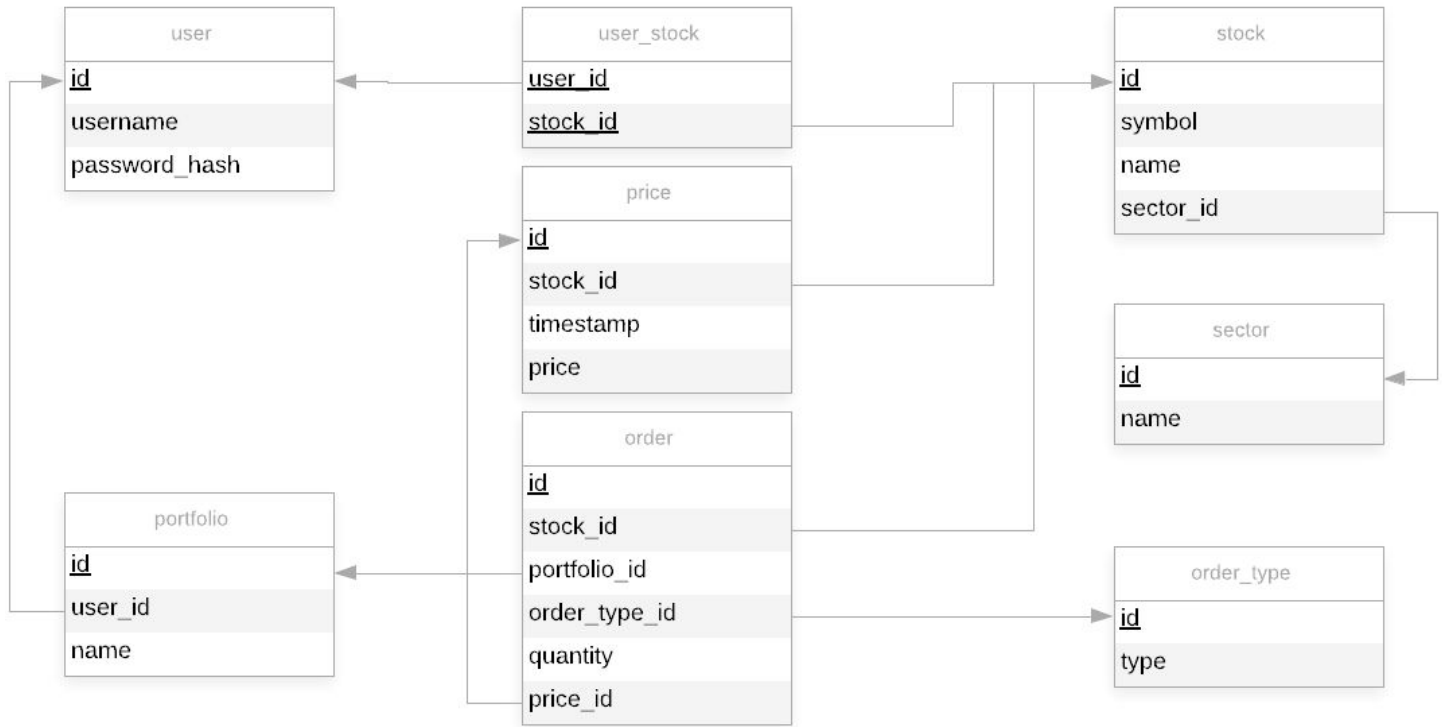 user
id
username
password_hash
user_stock
user_id
stock_id
stock
id
symbol
name
sector_id
price
id
stock_id
timestamp
price
sector
id
name
order
id
stock_id
portfolio_id
order_type_id
quantity
price_id
portfolio
id
user_id
name
order_type
id
type